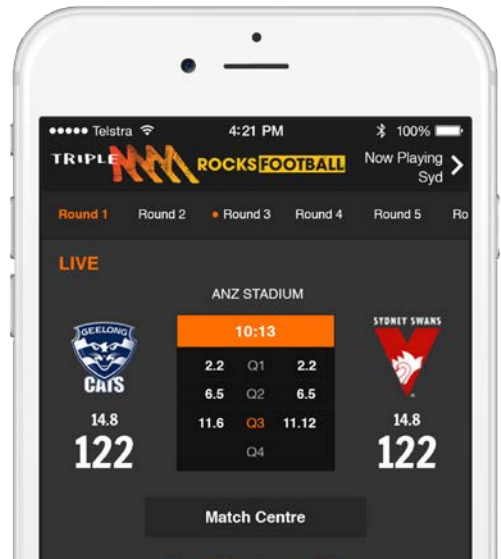 Telstra 4:21 PM 100%
TRIPLE MMM ROCKS FOOTBALL Now Playing
Syd
Round 1 Round 2 Round 3 Round 4 Round 5 Ro
LIVE
ANZ STADIUM
GEELONG CATS
10:13
SYDNEY SWANS
2.2 Q1 2.2
6.5 Q2 6.5
11.6 Q3 11.12
Q4
14.8 14.8
122 122
Match Centre